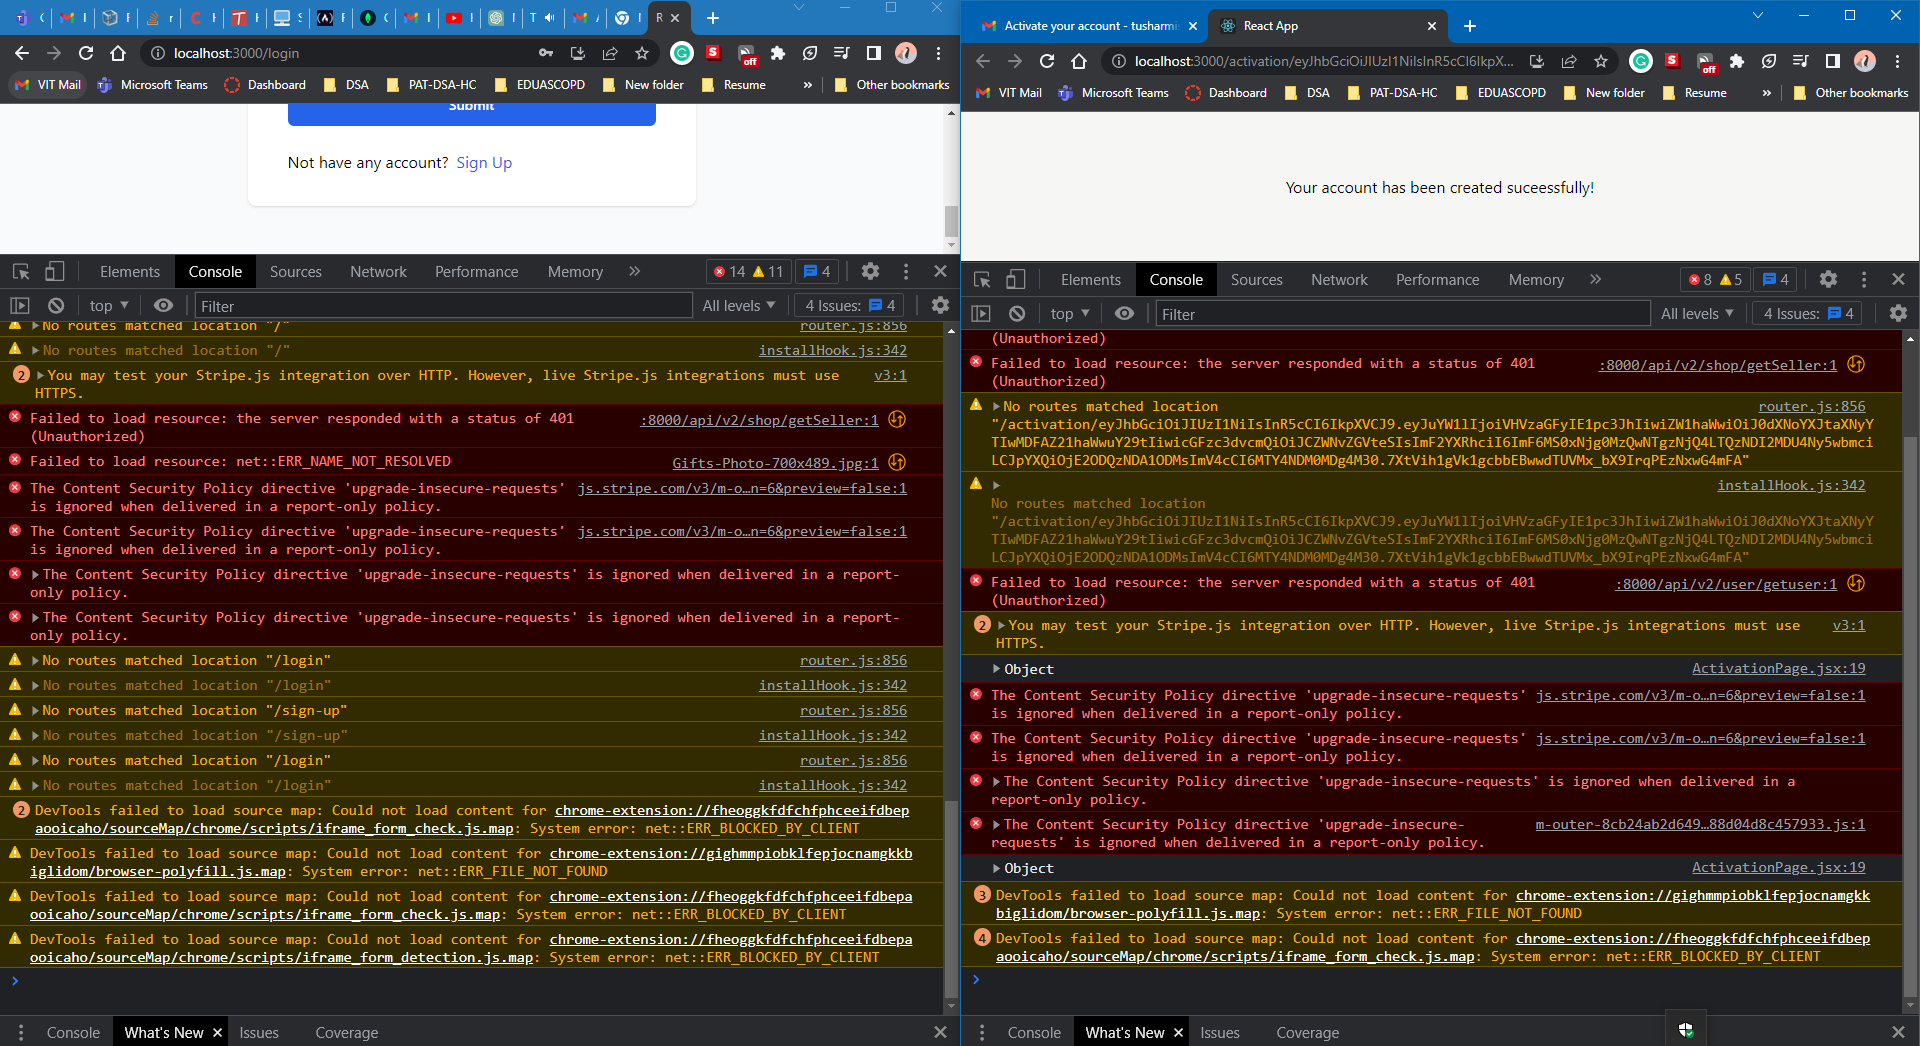 localhost:3000/login
off
VIT Mail
Microsoft Teams
Dashboard
DSA
PAT-DSA-HC
EDUASCOPD
New folder
Resume
»
Other bookmarks
Submit
Not have any account? Sign Up
Elements
Console
Sources
Network
Performance
Memory
»
14
11
4
top
Filter
All levels
4 Issues:
4
No routes matched location "/" router.js:856
No routes matched location "/" installHook.js:342
2 You may test your Stripe.js integration over HTTP. However, live Stripe.js integrations must use v3:1
HTTPS.
Failed to load resource: the server responded with a status of 401 :8000/api/v2/shop/getSeller:1
(Unauthorized)
Failed to load resource: net::ERR_NAME_NOT_RESOLVED Gifts-Photo-700x489.jpg:1
The Content Security Policy directive 'upgrade-insecure-requests' js.stripe.com/v3/m-o…n=6&preview=false:1
is ignored when delivered in a report-only policy.
The Content Security Policy directive 'upgrade-insecure-requests' js.stripe.com/v3/m-o…n=6&preview=false:1
is ignored when delivered in a report-only policy.
The Content Security Policy directive 'upgrade-insecure-requests' is ignored when delivered in a report-
only policy.
The Content Security Policy directive 'upgrade-insecure-requests' is ignored when delivered in a report-
only policy.
No routes matched location "/login" router.js:856
No routes matched location "/login" installHook.js:342
No routes matched location "/sign-up" router.js:856
No routes matched location "/sign-up" installHook.js:342
No routes matched location "/login" router.js:856
No routes matched location "/login" installHook.js:342
2 DevTools failed to load source map: Could not load content for chrome-extension://fheoggkfdfchfphceeifdbep
aooicaho/sourceMap/chrome/scripts/iframe_form_check.js.map: System error: net::ERR_BLOCKED_BY_CLIENT
DevTools failed to load source map: Could not load content for chrome-extension://gighmmpiobklfepjocnamgkkb
iglidom/browser-polyfill.js.map: System error: net::ERR_FILE_NOT_FOUND
DevTools failed to load source map: Could not load content for chrome-extension://fheoggkfdfchfphceeifdbepa
ooicaho/sourceMap/chrome/scripts/iframe_form_check.js.map: System error: net::ERR_BLOCKED_BY_CLIENT
DevTools failed to load source map: Could not load content for chrome-extension://fheoggkfdfchfphceeifdbepa
ooicaho/sourceMap/chrome/scripts/iframe_form_detection.js.map: System error: net::ERR_BLOCKED_BY_CLIENT
Console
What's New
Issues
Coverage
Activate your account - tusharmi
React App
localhost:3000/activation/eyJhbGciOiJIUzI1NiIsInR5cCI6IkpX...
off
VIT Mail
Microsoft Teams
Dashboard
DSA
PAT-DSA-HC
EDUASCOPD
New folder
Resume
»
Other bookmarks
Your account has been created suceessfully!
Elements
Console
Sources
Network
Performance
Memory
»
8
5
4
top
Filter
All levels
4 Issues:
4
(Unauthorized)
Failed to load resource: the server responded with a status of 401 :8000/api/v2/shop/getSeller:1
(Unauthorized)
No routes matched location router.js:856
"/activation/eyJhbGciOiJIUzI1NiIsInR5cCI6IkpXVCJ9.eyJuYW1lIjoiVHVzaGFyIE1pc3JhIiwiZW1haWwiOiJ0dXNoYXJtaXNyY
TIwMDFAZ21haWwuY29tIiwicGFzc3dvcmQiOiJCZWNvZGVteSIsImF2YXRhciI6ImF6MS0xNjg0MzQwNTgzNjQ4LTQzNDI2MDU4Ny5wbmci
LCJpYXQiOjE2ODQzNDA1ODMsImV4cCI6MTY4NDM0MDg4M30.7XtVih1gVk1gcbbEBwwdTUVMx_bX9IrqPEzNxwG4mFA"
installHook.js:342
No routes matched location
"/activation/eyJhbGciOiJIUzI1NiIsInR5cCI6IkpXVCJ9.eyJuYW1lIjoiVHVzaGFyIE1pc3JhIiwiZW1haWwiOiJ0dXNoYXJtaXNyY
TIwMDFAZ21haWwuY29tIiwicGFzc3dvcmQiOiJCZWNvZGVteSIsImF2YXRhciI6ImF6MS0xNjg0MzQwNTgzNjQ4LTQzNDI2MDU4Ny5wbmci
LCJpYXQiOjE2ODQzNDA1ODMsImV4cCI6MTY4NDM0MDg4M30.7XtVih1gVk1gcbbEBwwdTUVMx_bX9IrqPEzNxwG4mFA"
Failed to load resource: the server responded with a status of 401 :8000/api/v2/user/getuser:1
(Unauthorized)
2 You may test your Stripe.js integration over HTTP. However, live Stripe.js integrations must use v3:1
HTTPS.
Object ActivationPage.jsx:19
The Content Security Policy directive 'upgrade-insecure-requests' js.stripe.com/v3/m-o…n=6&preview=false:1
is ignored when delivered in a report-only policy.
The Content Security Policy directive 'upgrade-insecure-requests' js.stripe.com/v3/m-o…n=6&preview=false:1
is ignored when delivered in a report-only policy.
The Content Security Policy directive 'upgrade-insecure-requests' is ignored when delivered in a
report-only policy.
The Content Security Policy directive 'upgrade-insecure- m-outer-8cb24ab2d649…88d04d8c457933.js:1
requests' is ignored when delivered in a report-only policy.
Object ActivationPage.jsx:19
3 DevTools failed to load source map: Could not load content for chrome-extension://gighmmpiobklfepjocnamgkk
biglidom/browser-polyfill.js.map: System error: net::ERR_FILE_NOT_FOUND
4 DevTools failed to load source map: Could not load content for chrome-extension://fheoggkfdfchfphceeifdbep
aooicaho/sourceMap/chrome/scripts/iframe_form_check.js.map: System error: net::ERR_BLOCKED_BY_CLIENT
Console
What's New
Issues
Coverage